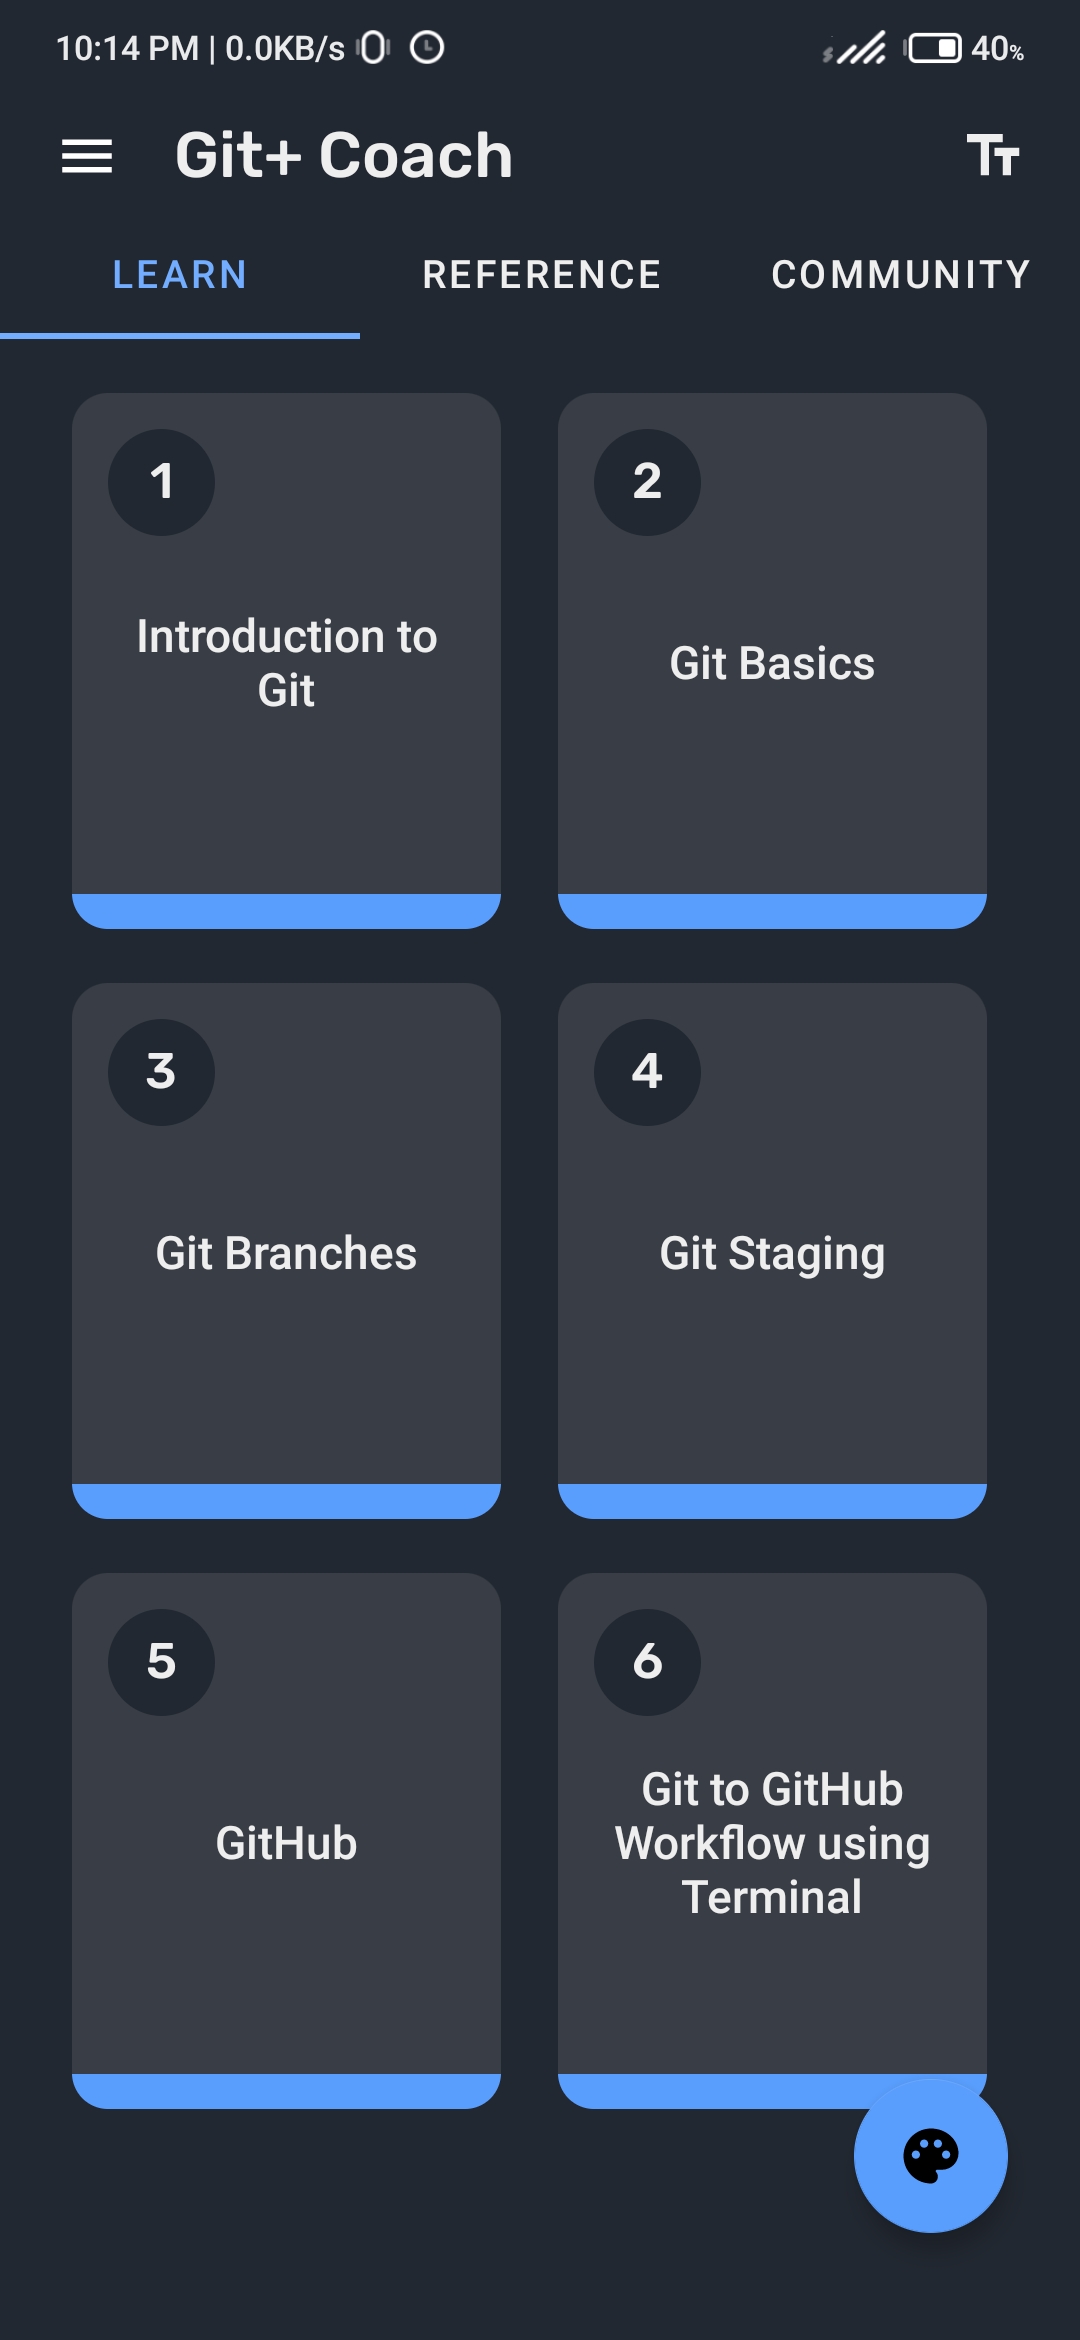 10:14 PM | 0.0KB/s 40%
Git+ Coach
LEARN REFERENCE COMMUNITY
1
Introduction to
Git
2
Git Basics
3
Git Branches
4
Git Staging
5
GitHub
6
Git to GitHub
Workflow using
Terminal